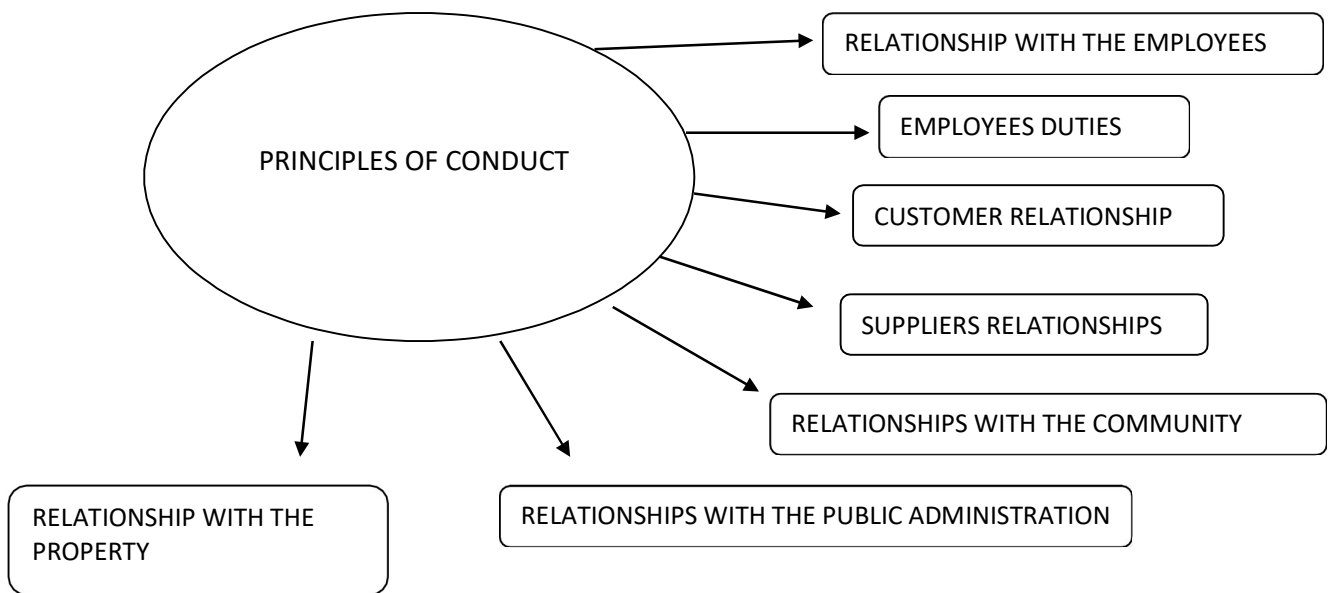 RELATIONSHIP WITH THE EMPLOYEES
EMPLOYEES DUTIES
PRINCIPLES OF CONDUCT
CUSTOMER RELATIONSHIP
SUPPLIERS RELATIONSHIPS
RELATIONSHIPS WITH THE COMMUNITY
RELATIONSHIP WITH THE
PROPERTY
RELATIONSHIPS WITH THE PUBLIC ADMINISTRATION